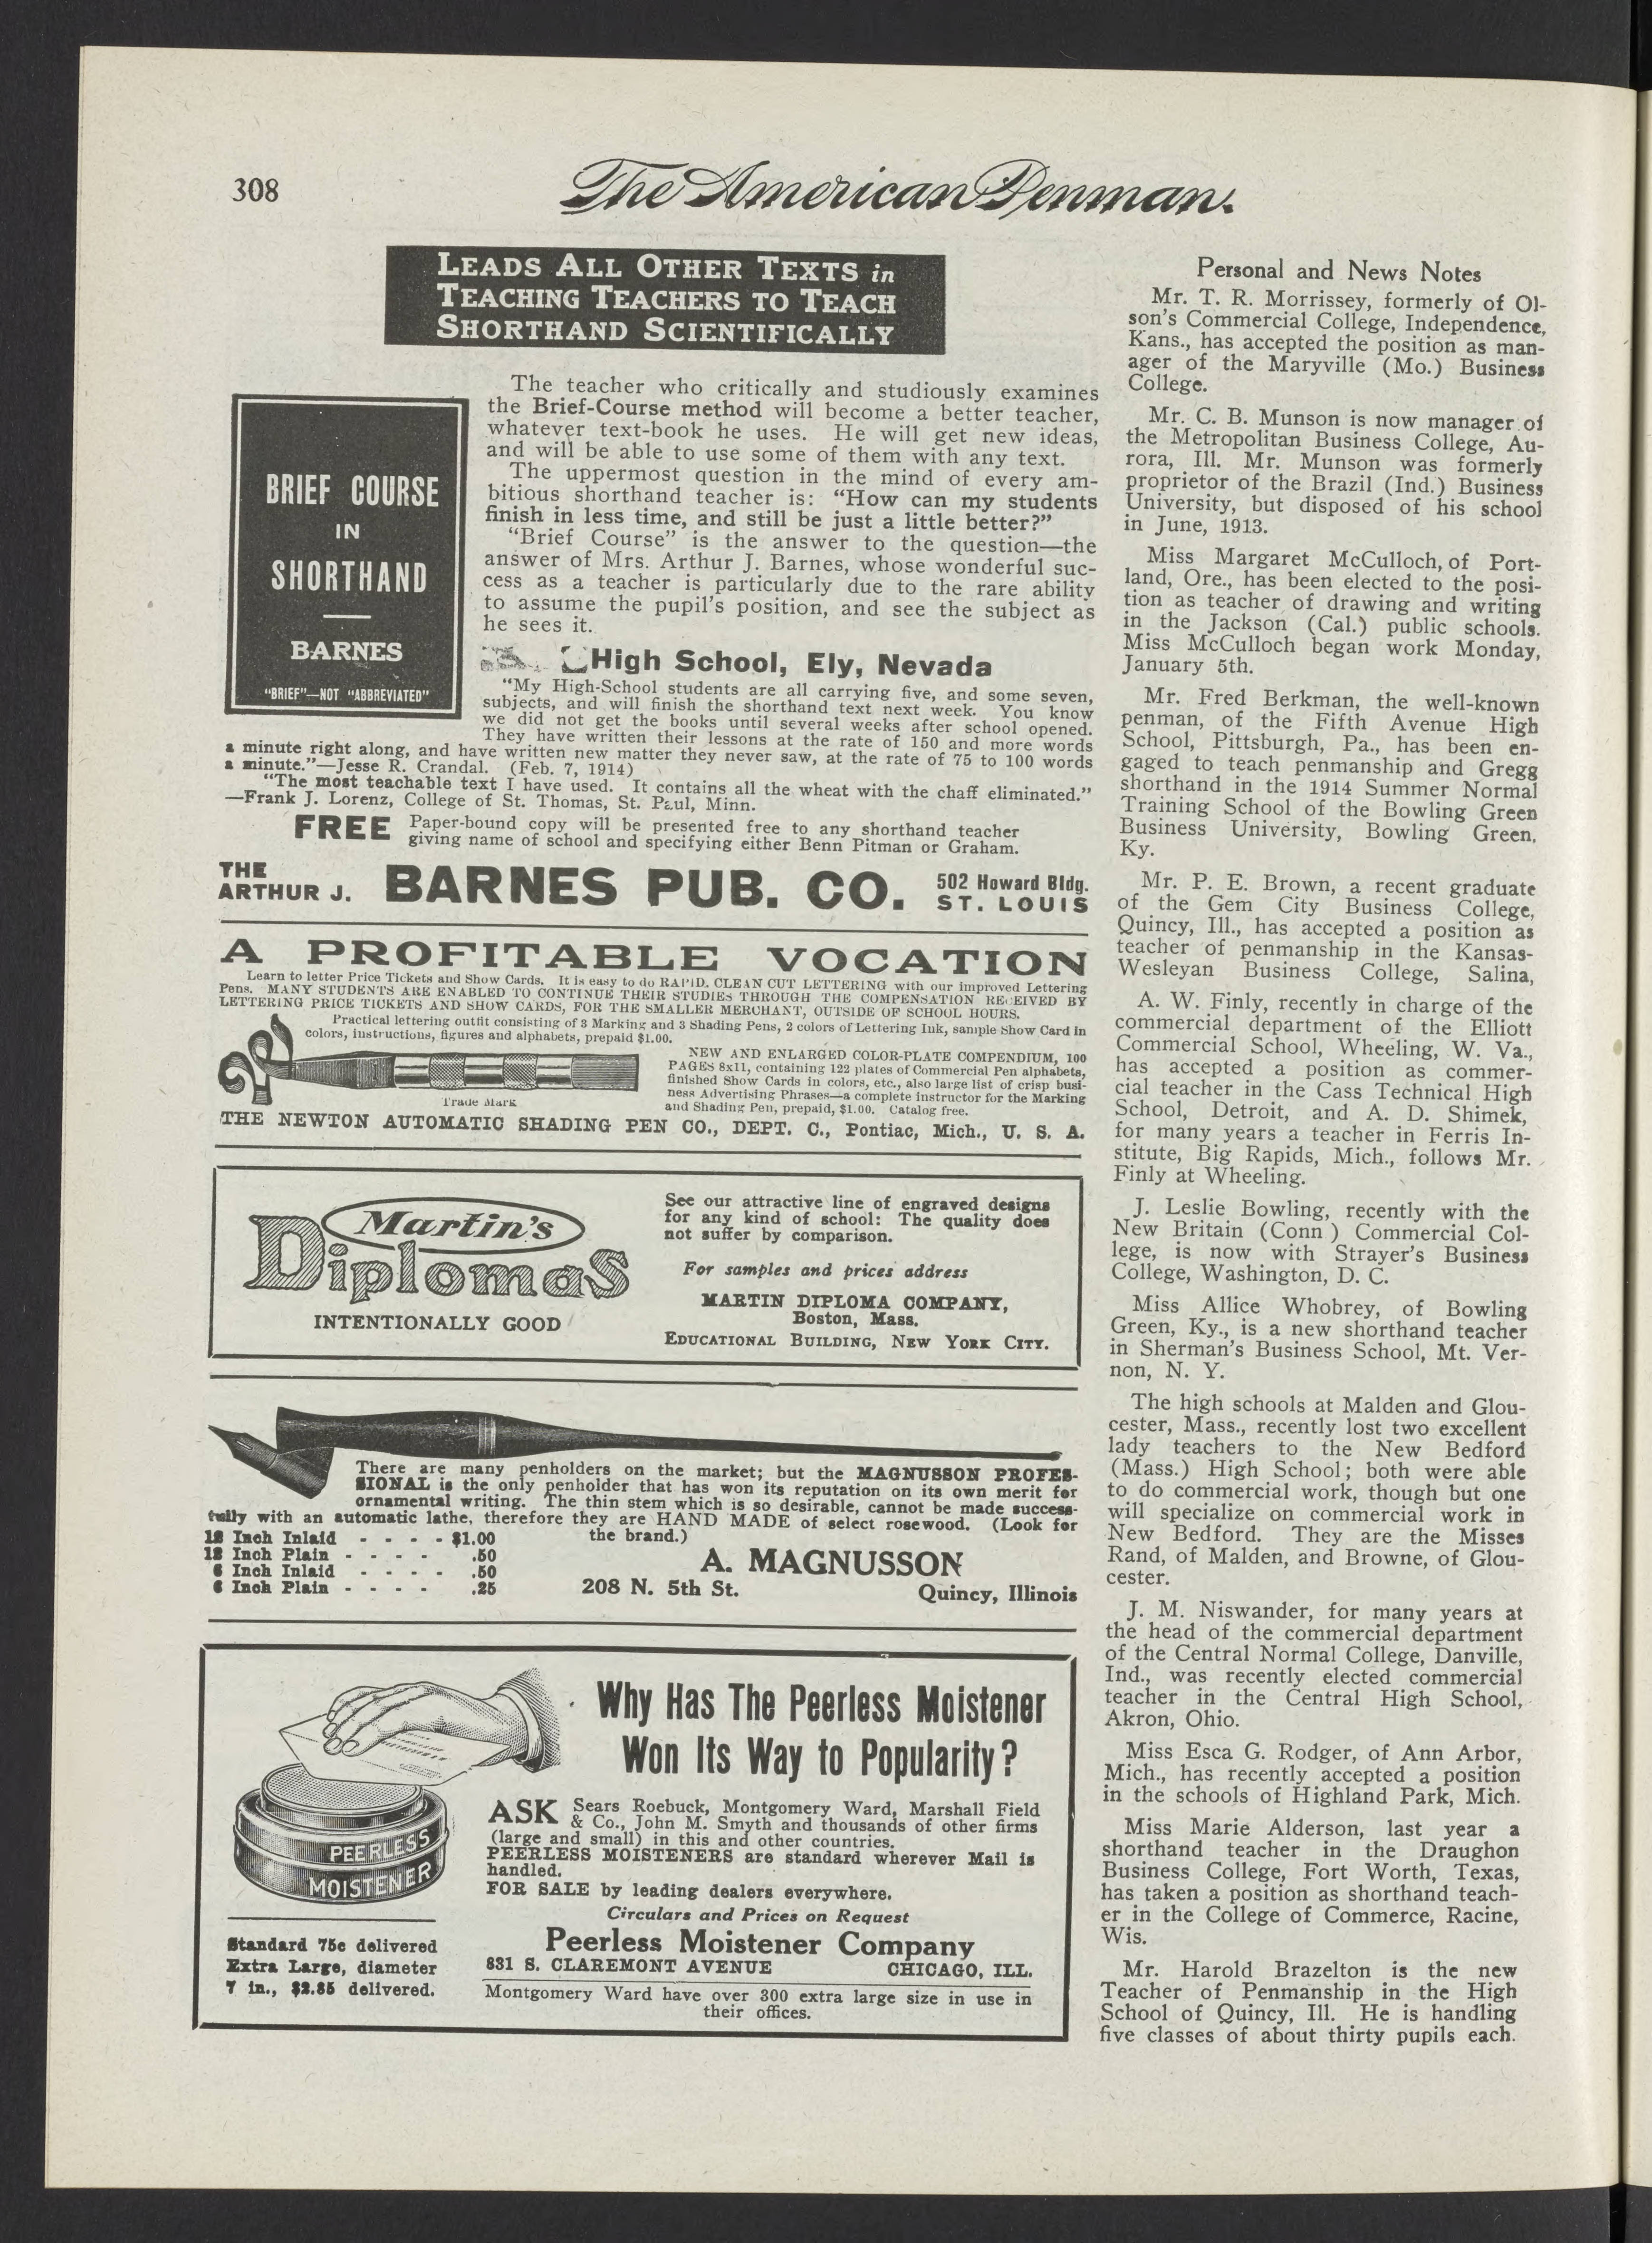 308
The American Penman.
LEADS ALL OTHER TEXTS in
TEACHING TEACHERS TO TEACH
SHORTHAND SCIENTIFICALLY
BRIEF COURSE
IN
SHORTHAND
BARNES
"BRIEF"—NOT "ABBREVIATED"
The teacher who critically and studiously examines
the Brief-Course method will become a better teacher,
whatever text-book he uses. He will get new ideas,
and will be able to use some of them with any text.
The uppermost question in the mind of every am-
bitious shorthand teacher is: "How can my students
finish in less time, and still be just a little better?"
"Brief Course" is the answer to the question—the
answer of Mrs. Arthur J. Barnes, whose wonderful suc-
cess as a teacher is particularly due to the rare ability
to assume the pupil's position, and see the subject as
he sees it.
High School, Ely, Nevada
"My High-School students are all carrying five, and some seven,
subjects, and will finish the shorthand text next week. You know
we did not get the books until several weeks after school opened.
They have written their lessons at the rate of 150 and more words
a minute right along, and have written new matter they never saw, at the rate of 75 to 100 words
a minute."—Jesse R. Crandal. (Feb. 7, 1914)
"The most teachable text I have used. It contains all the wheat with the chaff eliminated."
—Frank J. Lorenz, College of St. Thomas, St. Paul, Minn.
FREE Paper-bound copy will be presented free to any shorthand teacher
giving name of school and specifying either Benn Pitman or Graham.
THE
ARTHUR J. BARNES PUB. CO. 502 Howard Bldg.
ST. LOUIS
A PROFITABLE VOCATION
Learn to letter Price Tickets and Show Cards. It is easy to do RAPID, CLEAN CUT LETTERING with our improved Lettering
Pens. MANY STUDENTS ARE ENABLED TO CONTINUE THEIR STUDIES THROUGH THE COMPENSATION RECEIVED BY
LETTERING PRICE TICKETS AND SHOW CARDS, FOR THE SMALLER MERCHANT, OUTSIDE OF SCHOOL HOURS.
Practical lettering outfit consisting of 3 Marking and 3 Shading Pens, 2 colors of Lettering Ink, sample Show Card in
colors, instructions, figures and alphabets, prepaid $1.00.
NEW AND ENLARGED COLOR-PLATE COMPENDIUM, 100
PAGES 8x11, containing 122 plates of Commercial Pen alphabets,
finished Show Cards in colors, etc., also large list of crisp busi-
ness Advertising Phrases—a complete instructor for the Marking
and Shading Pen, prepaid, $1.00. Catalog free.
Trade Mark
THE NEWTON AUTOMATIC SHADING PEN CO., DEPT. C., Pontiac, Mich., U. S. A.
Martin's
Diplomas
INTENTIONALLY GOOD
See our attractive line of engraved designs
for any kind of school: The quality does
not suffer by comparison.
For samples and prices address
MARTIN DIPLOMA COMPANY,
Boston, Mass.
EDUCATIONAL BUILDING, NEW YORK CITY.
There are many penholders on the market; but the MAGNUSSON PROFES-
SIONAL is the only penholder that has won its reputation on its own merit for
ornamental writing. The thin stem which is so desirable, cannot be made success-
fully with an automatic lathe, therefore they are HAND MADE of select rosewood. (Look for
the brand.)
12 Inch Inlaid - - - - $1.00
12 Inch Plain - - - - .50
6 Inch Inlaid - - - - .50
6 Inch Plain - - - - .25
A. MAGNUSSON
208 N. 5th St. Quincy, Illinois
PEERLESS
MOISTENER
Standard 75c delivered
Extra Large, diameter
7 in., $2.85 delivered.
Why Has The Peerless Moistener
Won Its Way to Popularity?
ASK Sears Roebuck, Montgomery Ward, Marshall Field
& Co., John M. Smyth and thousands of other firms
(large and small) in this and other countries.
PEERLESS MOISTENERS are standard wherever Mail is
handled.
FOR SALE by leading dealers everywhere.
Circulars and Prices on Request
Peerless Moistener Company
831 S. CLAREMONT AVENUE CHICAGO, ILL.
Montgomery Ward have over 300 extra large size in use in
their offices.
Personal and News Notes
Mr. T. R. Morrissey, formerly of Ol-
son's Commercial College, Independence,
Kans., has accepted the position as man-
ager of the Maryville (Mo.) Business
College.
Mr. C. B. Munson is now manager of
the Metropolitan Business College, Au-
rora, Ill. Mr. Munson was formerly
proprietor of the Brazil (Ind.) Business
University, but disposed of his school
in June, 1913.
Miss Margaret McCulloch, of Port-
land, Ore., has been elected to the posi-
tion as teacher of drawing and writing
in the Jackson (Cal.) public schools.
Miss McCulloch began work Monday,
January 5th.
Mr. Fred Berkman, the well-known
penman, of the Fifth Avenue High
School, Pittsburgh, Pa., has been en-
gaged to teach penmanship and Gregg
shorthand in the 1914 Summer Normal
Training School of the Bowling Green
Business University, Bowling Green,
Ky.
Mr. P. E. Brown, a recent graduate
of the Gem City Business College,
Quincy, Ill., has accepted a position as
teacher of penmanship in the Kansas-
Wesleyan Business College, Salina,
A. W. Finly, recently in charge of the
commercial department of the Elliott
Commercial School, Wheeling, W. Va.,
has accepted a position as commer-
cial teacher in the Cass Technical High
School, Detroit, and A. D. Shimek,
for many years a teacher in Ferris In-
stitute, Big Rapids, Mich., follows Mr.
Finly at Wheeling.
J. Leslie Bowling, recently with the
New Britain (Conn ) Commercial Col-
lege, is now with Strayer's Business
College, Washington, D. C.
Miss Allice Whobrey, of Bowling
Green, Ky., is a new shorthand teacher
in Sherman's Business School, Mt. Ver-
non, N. Y.
The high schools at Malden and Glou-
cester, Mass., recently lost two excellent
lady teachers to the New Bedford
(Mass.) High School; both were able
to do commercial work, though but one
will specialize on commercial work in
New Bedford. They are the Misses
Rand, of Malden, and Browne, of Glou-
cester.
J. M. Niswander, for many years at
the head of the commercial department
of the Central Normal College, Danville,
Ind., was recently elected commercial
teacher in the Central High School,
Akron, Ohio.
Miss Esca G. Rodger, of Ann Arbor,
Mich., has recently accepted a position
in the schools of Highland Park, Mich.
Miss Marie Alderson, last year a
shorthand teacher in the Draughon
Business College, Fort Worth, Texas,
has taken a position as shorthand teach-
er in the College of Commerce, Racine,
Wis.
Mr. Harold Brazelton is the new
Teacher of Penmanship in the High
School of Quincy, Ill. He is handling
five classes of about thirty pupils each.